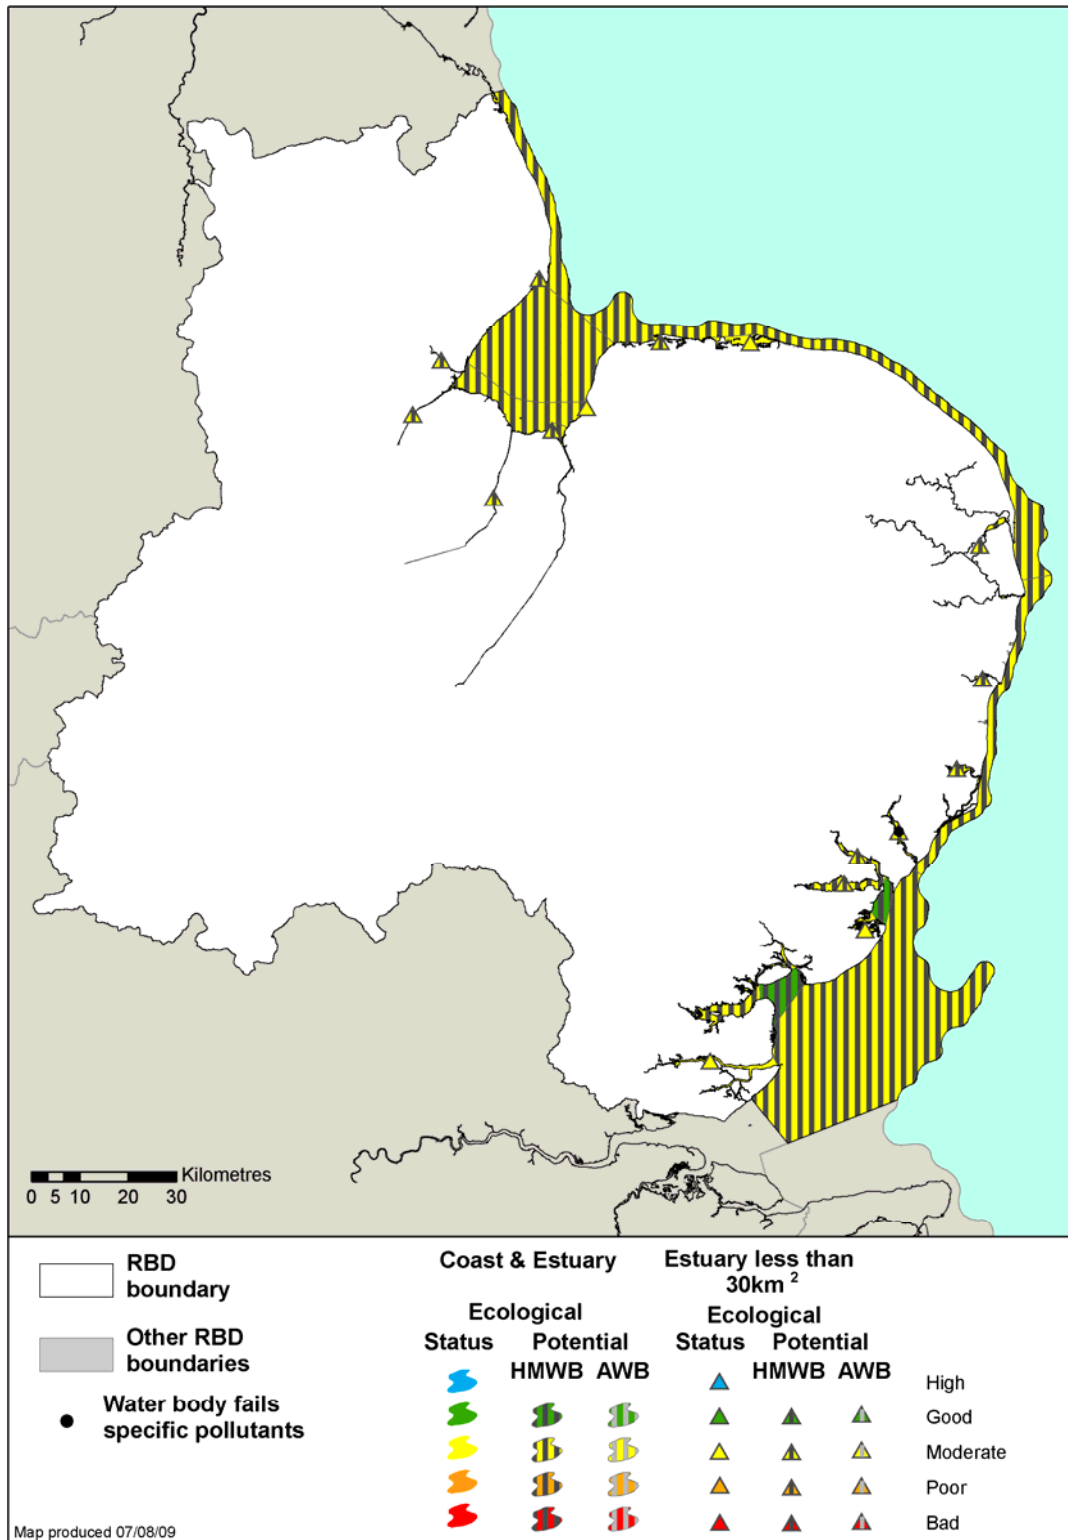 Kilometres
0 5 10 20 30
RBD
boundary
Other RBD
boundaries
Water body fails
specific pollutants
Coast & Estuary
Ecological
Status Potential
HMWB AWB
Estuary less than
30km 2
Ecological
Status Potential
HMWB AWB
High
Good
Moderate
Poor
Bad
Map produced 07/08/09